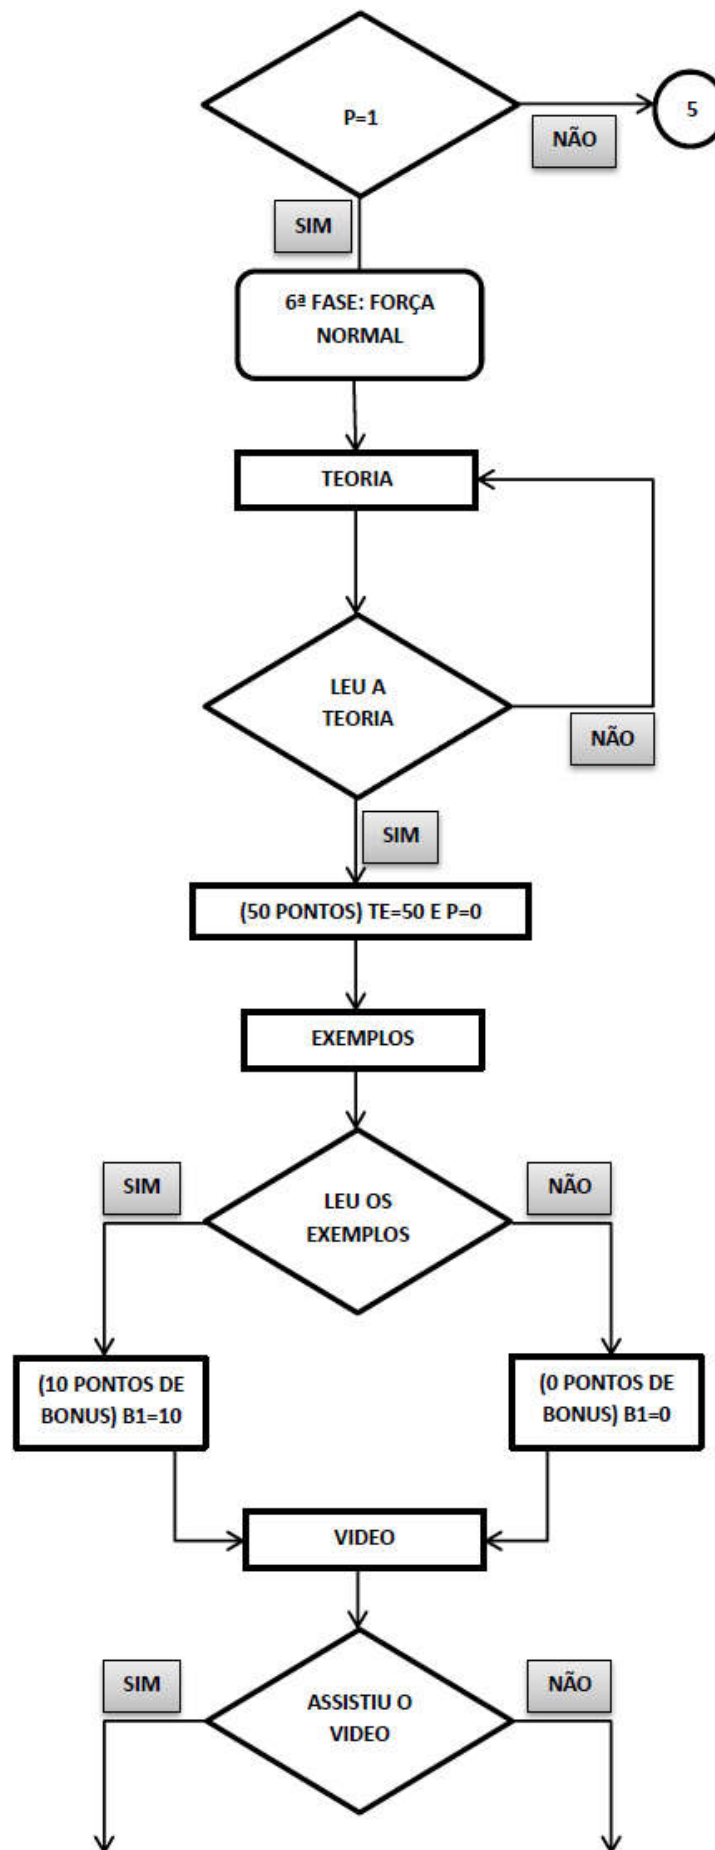 P=1
5
NÃO
SIM
6ª FASE: FORÇA
NORMAL
TEORIA
LEU A
TEORIA
NÃO
SIM
(50 PONTOS) TE=50 E P=0
EXEMPLOS
SIM
NÃO
LEU OS
EXEMPLOS
(10 PONTOS DE
BONUS) B1=10
(0 PONTOS DE
BONUS) B1=0
VIDEO
SIM
NÃO
ASSISTIU O
VIDEO